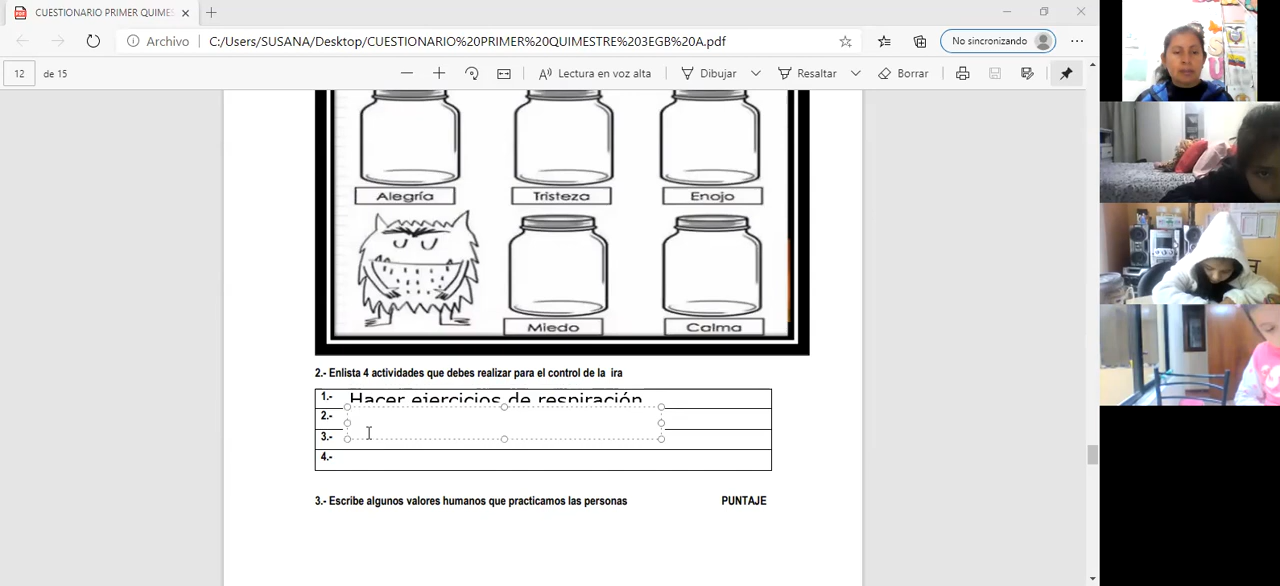 CUESTIONARIO PRIMER QUIMES
Archivo C:/Users/SUSANA/Desktop/CUESTIONARIO%20PRIMER%20QUIMESTRE%203EGB%20A.pdf No sincronizando
12 de 15 Lectura en voz alta Dibujar Resaltar Borrar
Alegría Tristeza Enojo
Miedo Calma
2.- Enlista 4 actividades que debes realizar para el control de la ira
1.- Hacer ejercicios de respiración
2.-
3.-
4.-
3.- Escribe algunos valores humanos que practicamos las personas PUNTAJE